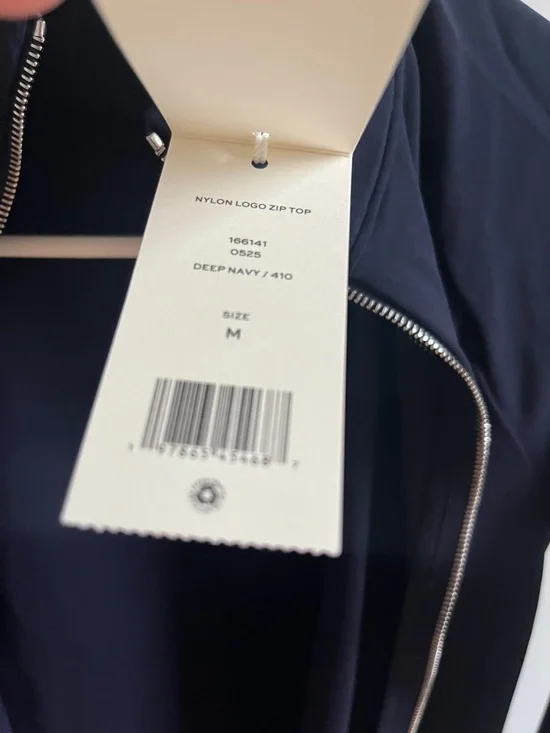 NYLON LOGO ZIP TOP
166141
0525
DEEP NAVY / 410
SIZE
M